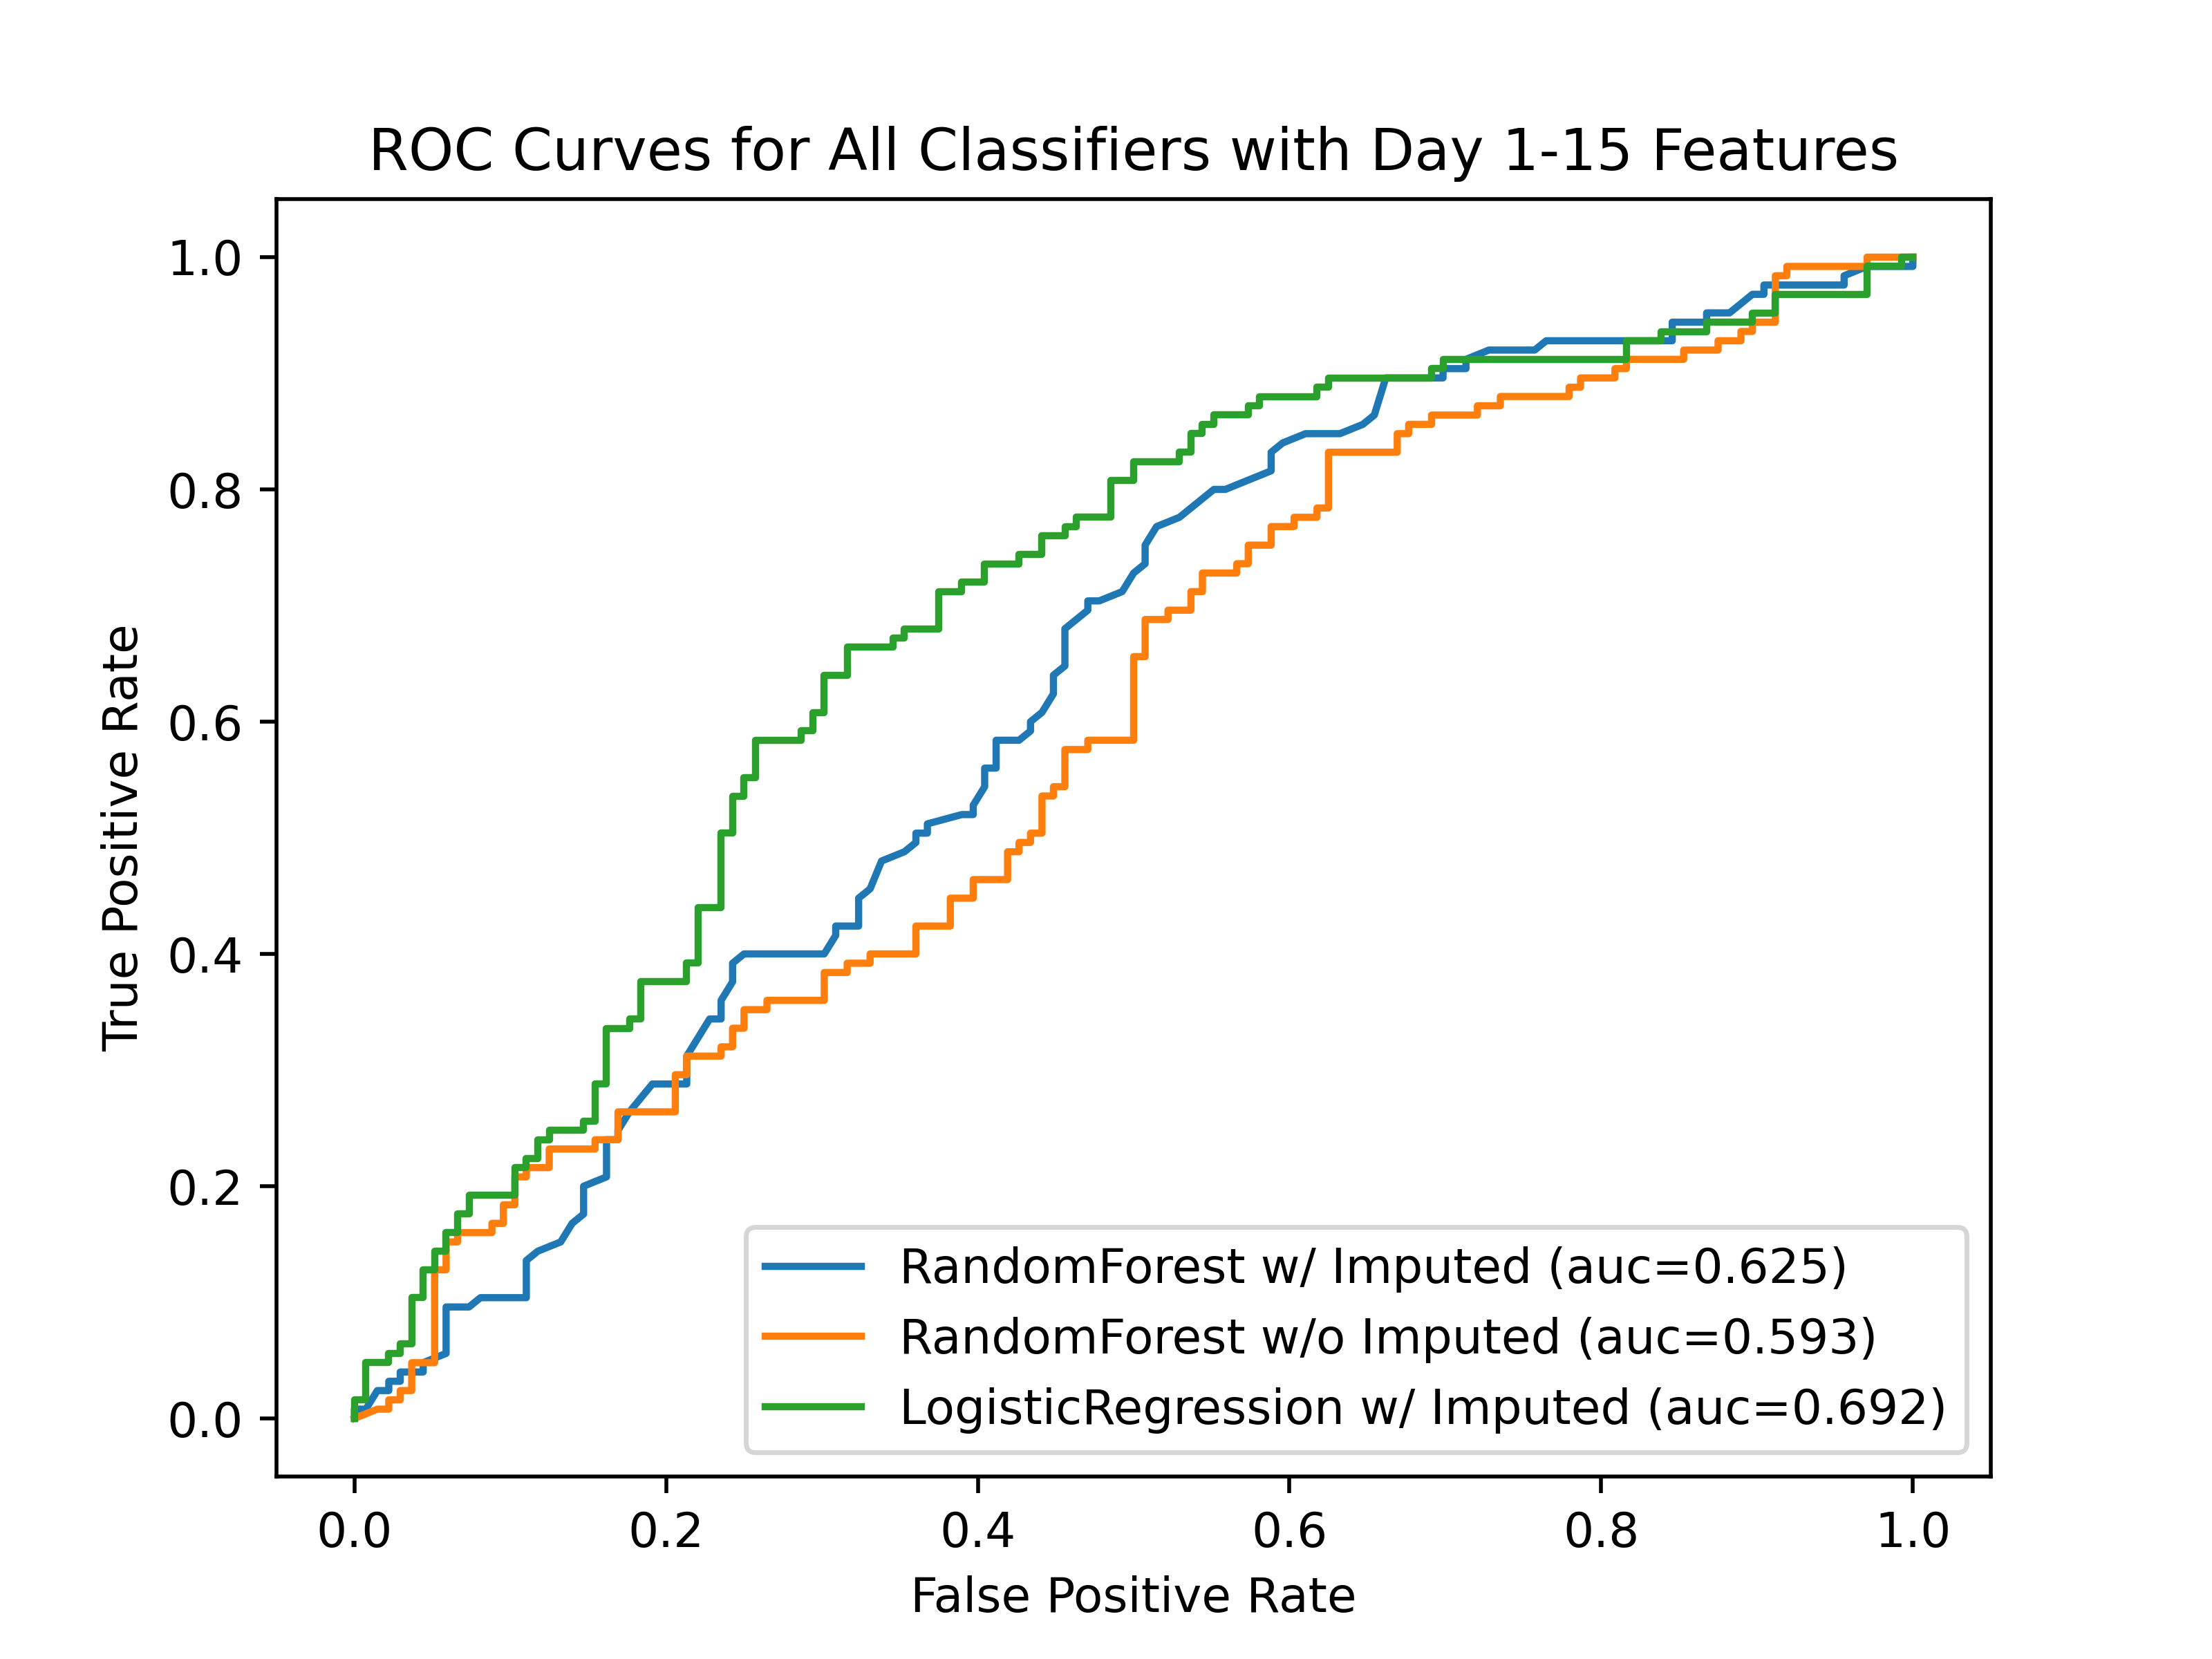 ROC Curves for All Classifiers with Day 1-15 Features
1.0
0.8
0.6
0.4
0.2
0.0
True Positive Rate
RandomForest w/ Imputed (auc=0.625)
RandomForest w/o Imputed (auc=0.593)
LogisticRegression w/ Imputed (auc=0.692)
0.0 0.2 0.4 0.6 0.8 1.0
False Positive Rate